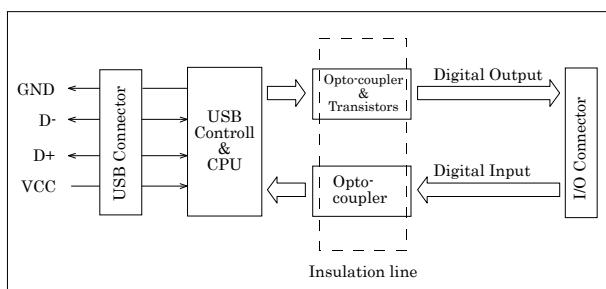 GND
D-
D+
VCC
USB Connector
USB
Controll
&
CPU
Opto-coupler
&
Transistors
Opto-
coupler
Digital Output
Digital Input
I/O Connector
Insulation line